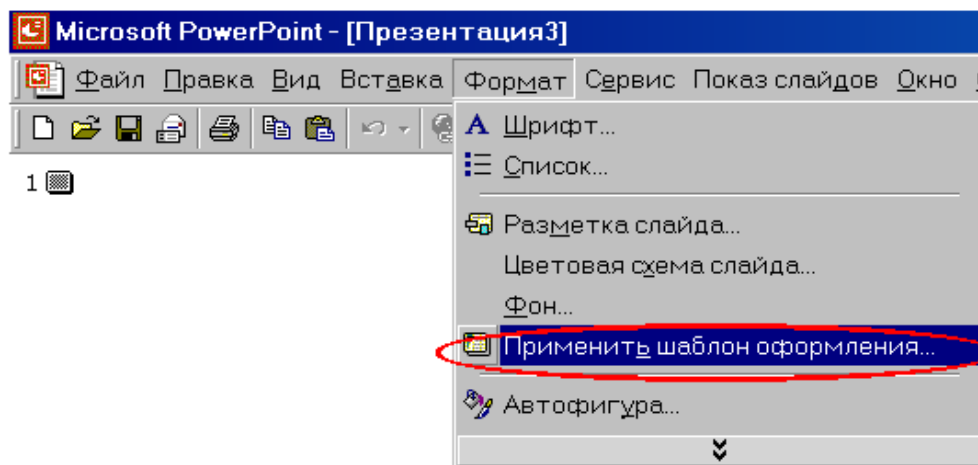 Microsoft PowerPoint - [Презентация3]
Файл Правка Вид Вставка Формат Сервис Показ слайдов Окно
Шрифт...
Список...
1
Разметка слайда...
Цветовая схема слайда...
Фон...
Применить шаблон оформления...
Автофигура...